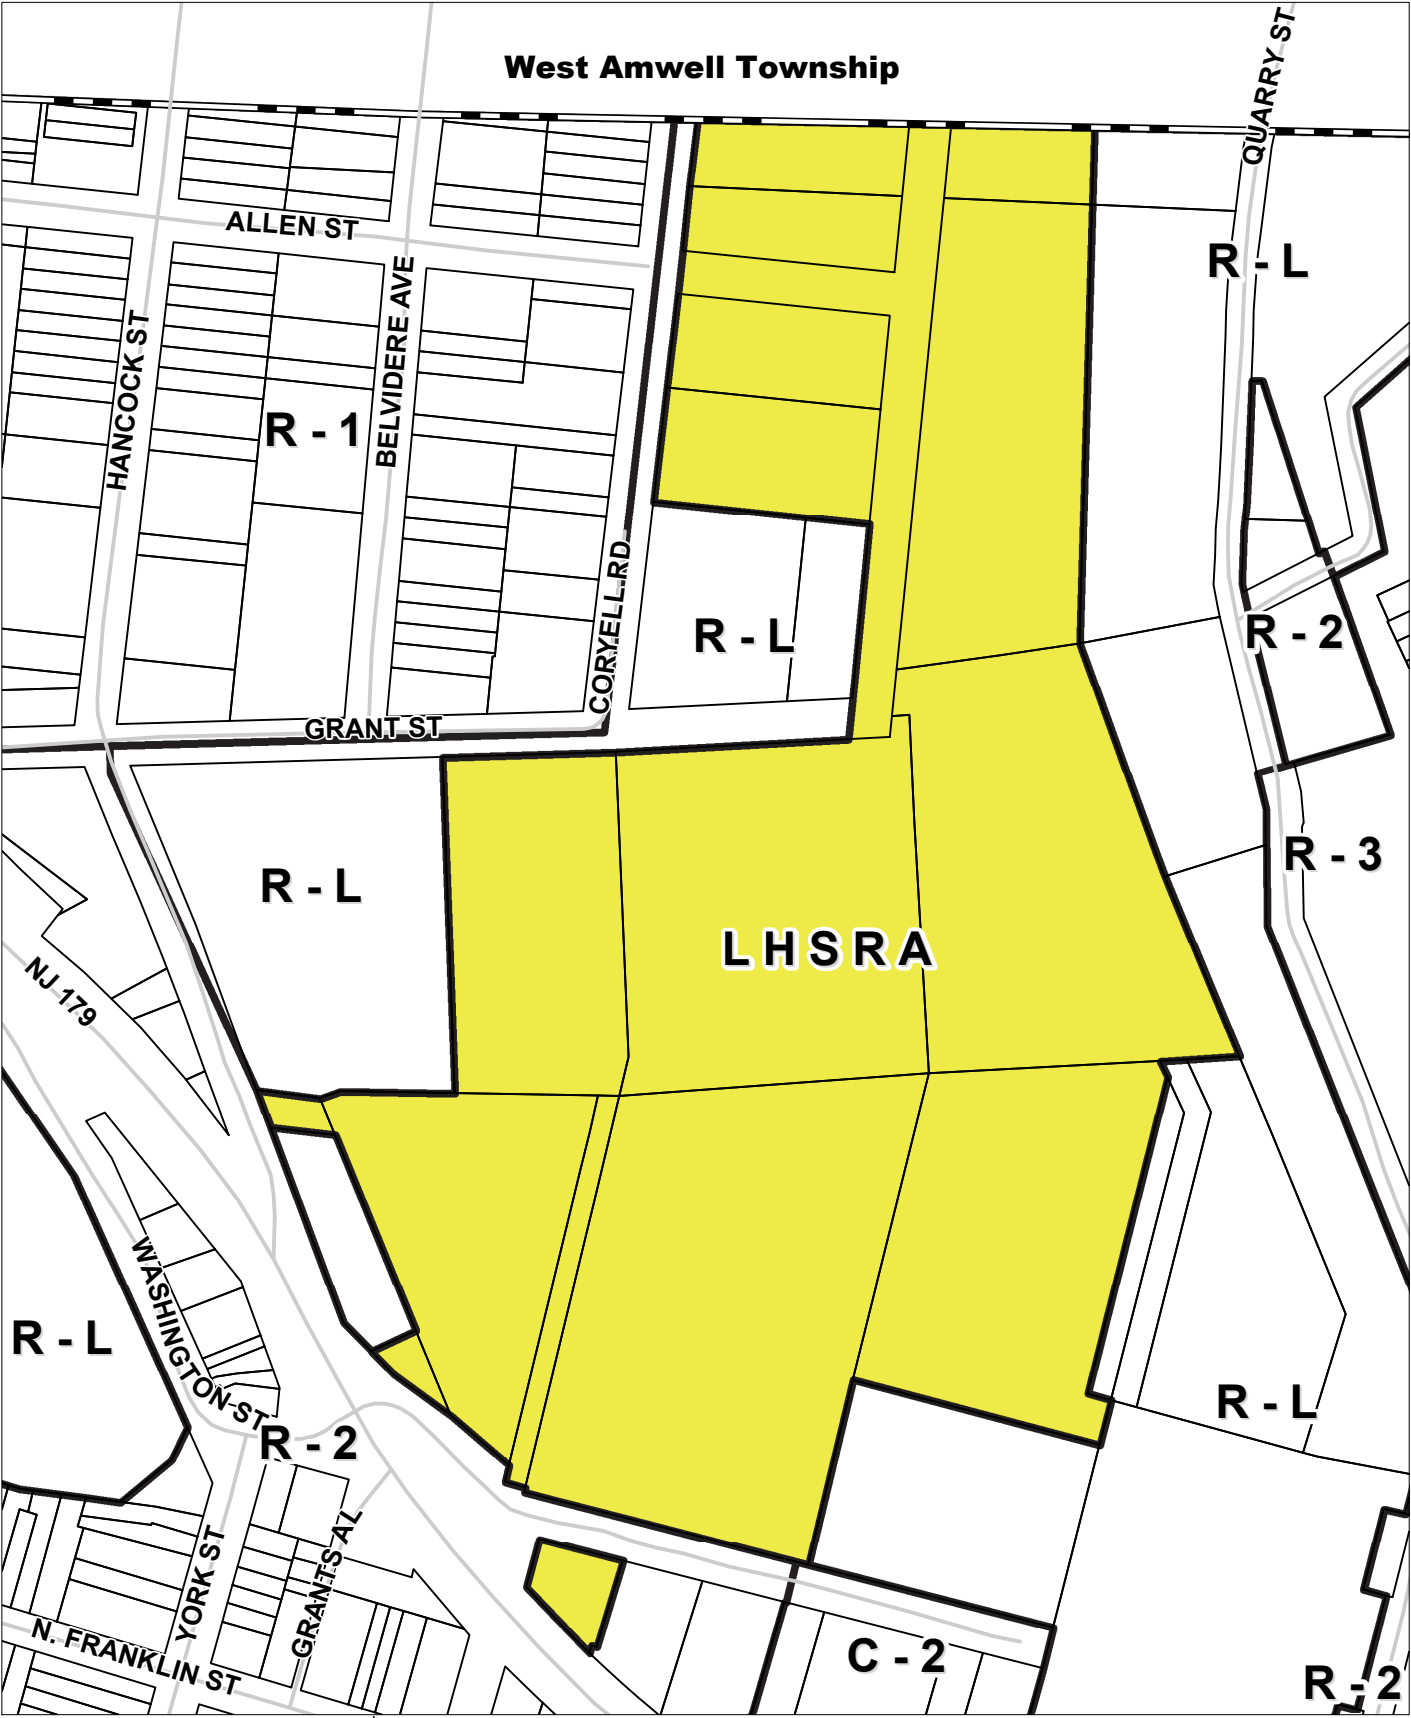 West Amwell Township
QUARRY ST
ALLEN ST
R - L
HANCOCK ST
BELVIDERE AVE
R - 1
CORYELL RD
R - L
R - 2
GRANT ST
R - 3
R - L
L H S R A
NJ 179
WASHINGTON ST
R - L
R - L
R - 2
YORK ST
GRANTS AL
N. FRANKLIN ST
C - 2
R - 2